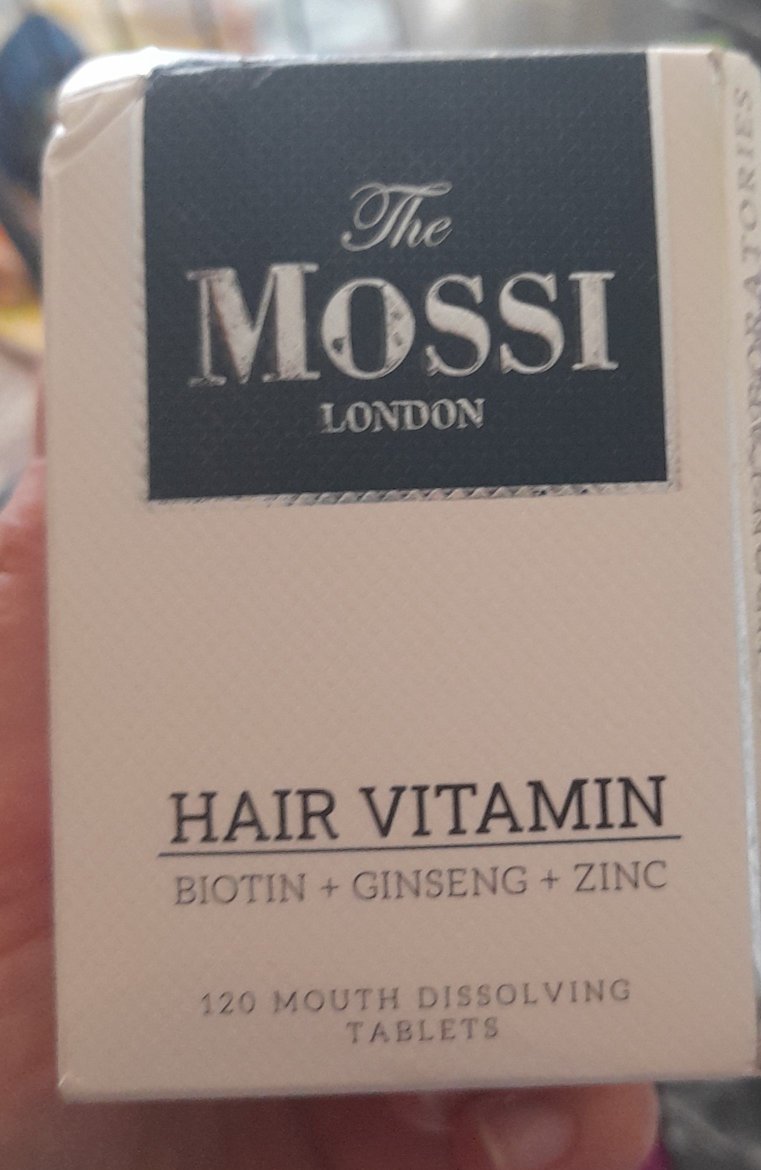 The
MOSSI
LONDON
HAIR VITAMIN
BIOTIN + GINSENG + ZINC
120 MOUTH DISSOLVING
TABLETS